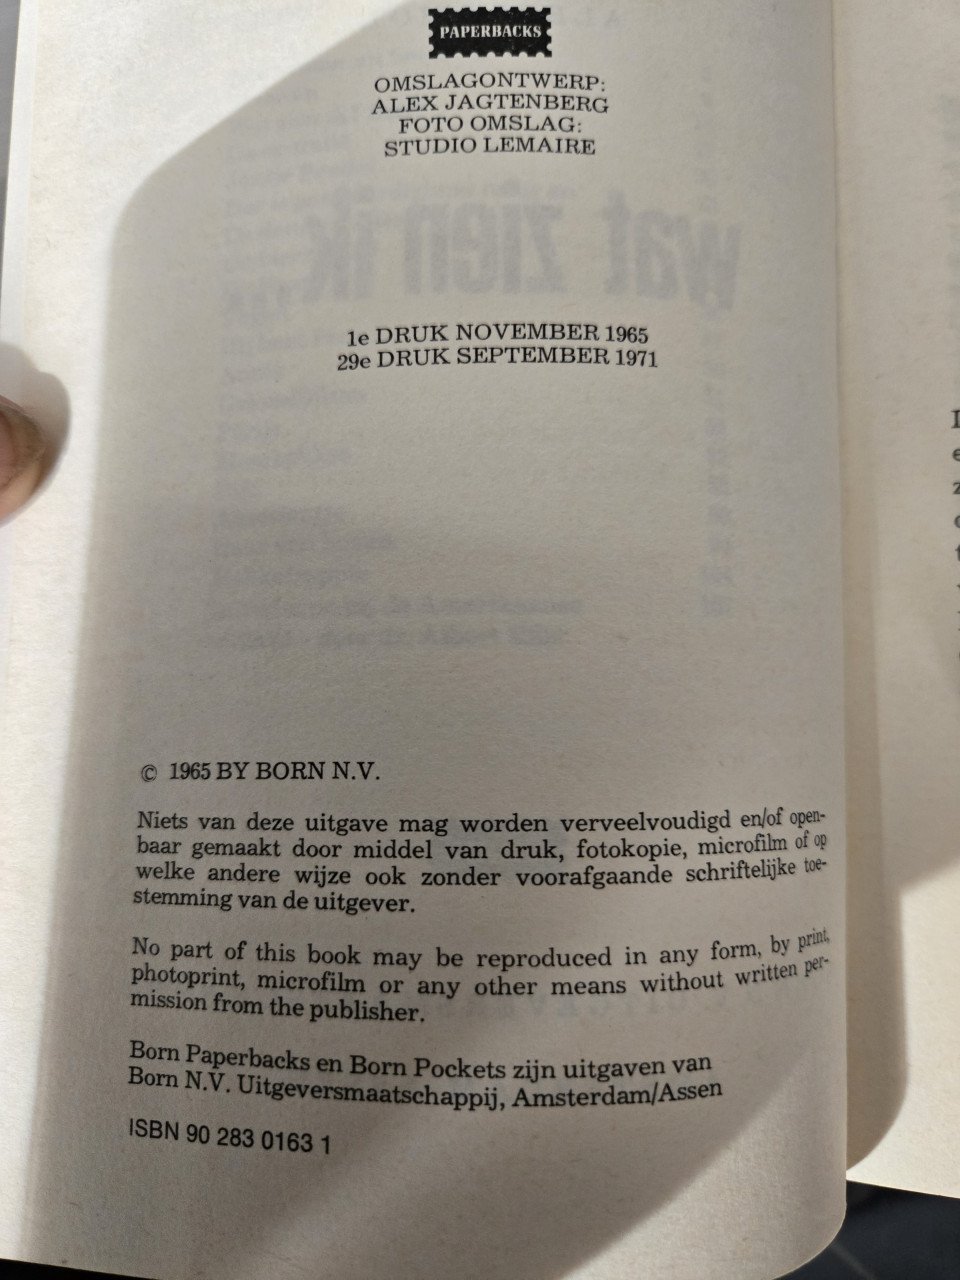 PAPERBACKS
OMSLAGONTWERP:
ALEX JAGTENBERG
FOTO OMSLAG:
STUDIO LEMAIRE
wat zien ik
1e DRUK NOVEMBER 1965
29e DRUK SEPTEMBER 1971
© 1965 BY BORN N.V.
Niets van deze uitgave mag worden verveelvoudigd en/of open-
baar gemaakt door middel van druk, fotokopie, microfilm of op
welke andere wijze ook zonder voorafgaande schriftelijke toe-
stemming van de uitgever.
No part of this book may be reproduced in any form, by print,
photoprint, microfilm or any other means without written per-
mission from the publisher.
Born Paperbacks en Born Pockets zijn uitgaven van
Born N.V. Uitgeversmaatschappij, Amsterdam/Assen
ISBN 90 283 0163 1